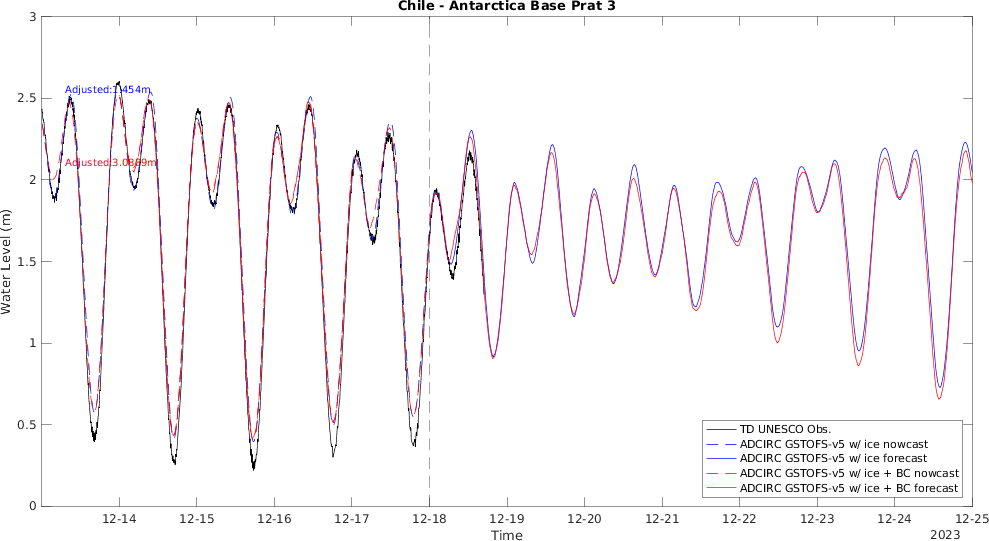 Chile - Antarctica Base Prat 3
3
2.5
2
1.5
1
0.5
0
Water Level (m)
Adjusted:1.454m
Adjusted:3.0869m
TD UNESCO Obs.
ADCIRC GSTOFS-v5 w/ ice nowcast
ADCIRC GSTOFS-v5 w/ ice forecast
ADCIRC GSTOFS-v5 w/ ice + BC nowcast
ADCIRC GSTOFS-v5 w/ ice + BC forecast
12-14 12-15 12-16 12-17 12-18 12-19 12-20 12-21 12-22 12-23 12-24 12-25
Time
2023